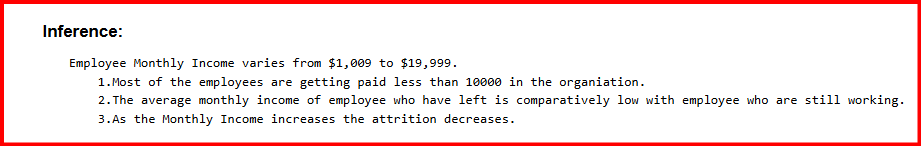 Inference:
Employee Monthly Income varies from $1,009 to $19,999.
1.Most of the employees are getting paid less than 10000 in the organiation.
2.The average monthly income of employee who have left is comparatively low with employee who are still working.
3.As the Monthly Income increases the attrition decreases.